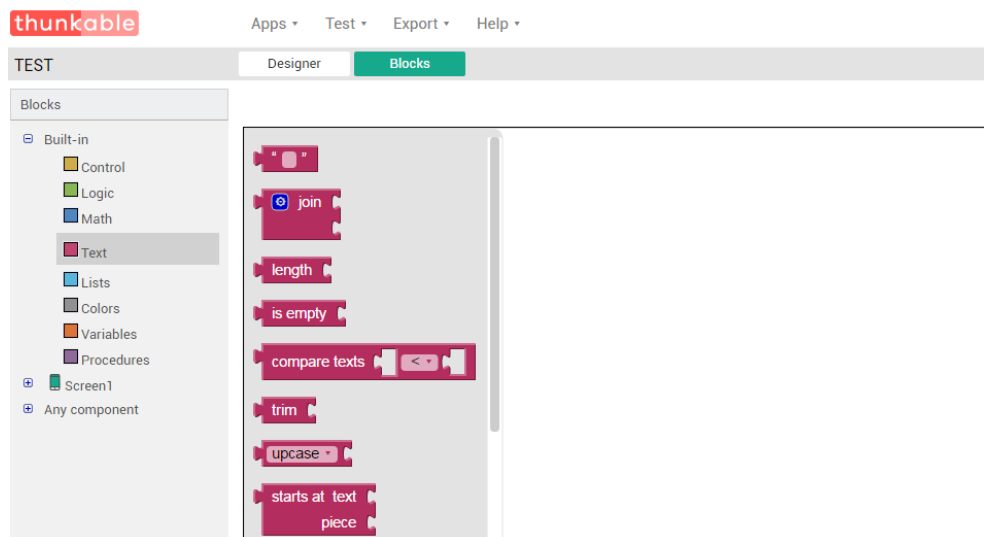 thunkable
Apps Test Export Help
TEST
Designer Blocks
Blocks
Built-in
Control
Logic
Math
Text
Lists
Colors
Variables
Procedures
Screen1
Any component
“ ”
join
length
is empty
compare texts <
trim
upcase
starts at text
piece